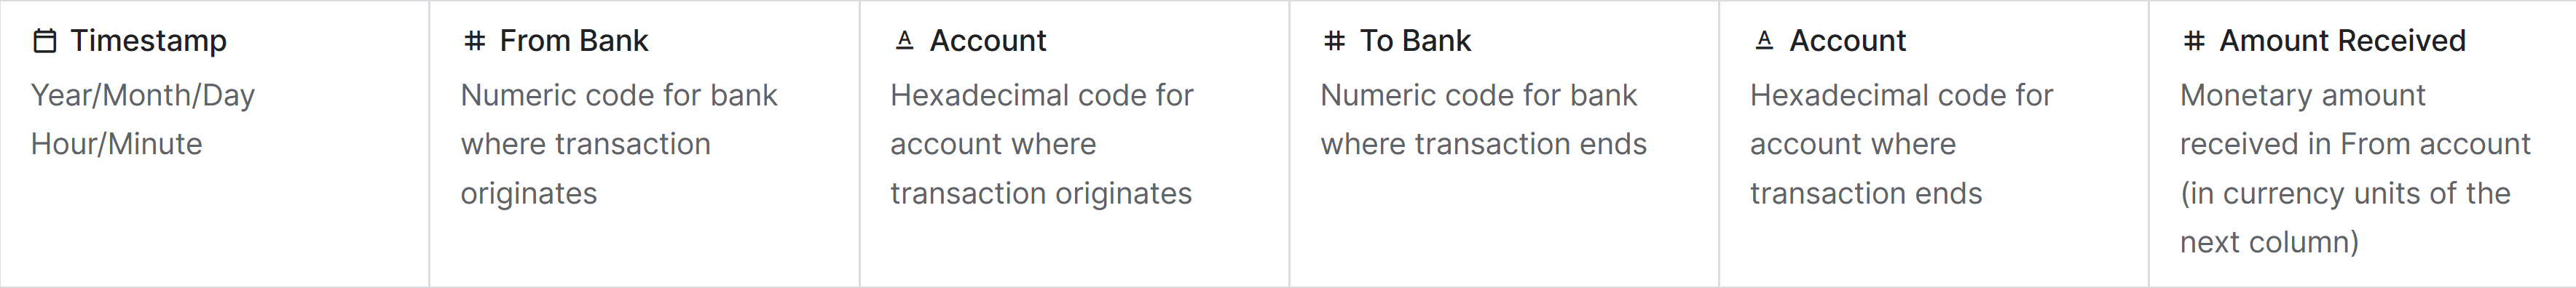 Timestamp
Year/Month/Day
Hour/Minute
# From Bank
Numeric code for bank
where transaction
originates
A Account
Hexadecimal code for
account where
transaction originates
# To Bank
Numeric code for bank
where transaction ends
A Account
Hexadecimal code for
account where
transaction ends
# Amount Received
Monetary amount
received in From account
(in currency units of the
next column)